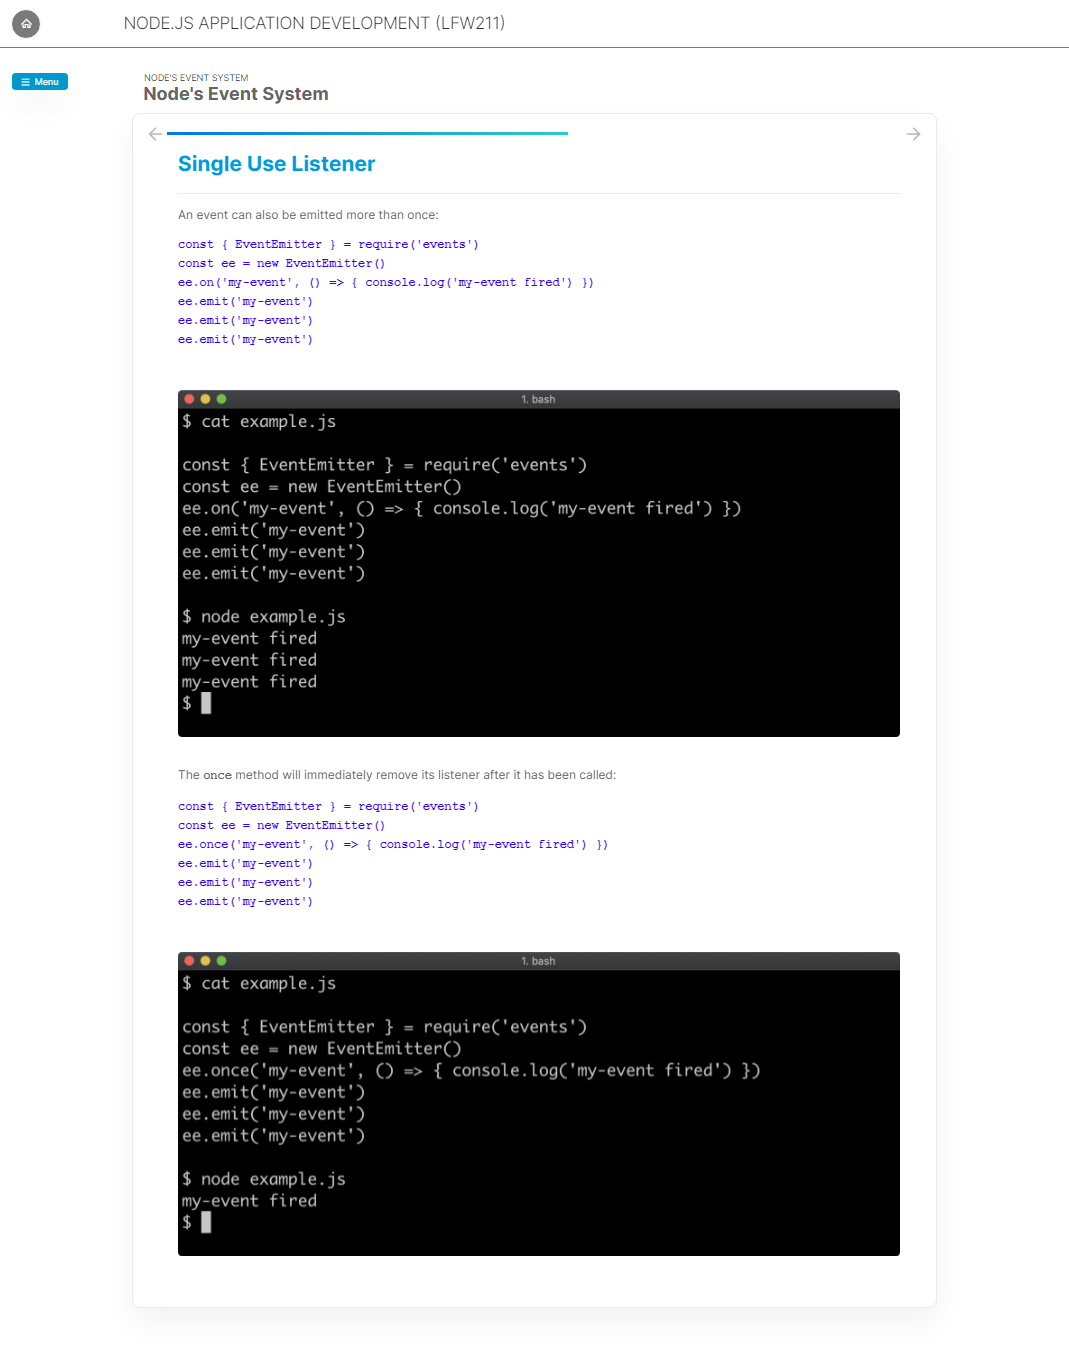 NODE.JS APPLICATION DEVELOPMENT (LFW211)
Menu
NODE'S EVENT SYSTEM
Node's Event System
Single Use Listener
An event can also be emitted more than once:
const { EventEmitter } = require('events')
const ee = new EventEmitter()
ee.on('my-event', () => { console.log('my-event fired') })
ee.emit('my-event')
ee.emit('my-event')
ee.emit('my-event')
1. bash
$ cat example.js
const { EventEmitter } = require('events')
const ee = new EventEmitter()
ee.on('my-event', () => { console.log('my-event fired') })
ee.emit('my-event')
ee.emit('my-event')
ee.emit('my-event')
$ node example.js
my-event fired
my-event fired
my-event fired
$
The once method will immediately remove its listener after it has been called:
const { EventEmitter } = require('events')
const ee = new EventEmitter()
ee.once('my-event', () => { console.log('my-event fired') })
ee.emit('my-event')
ee.emit('my-event')
ee.emit('my-event')
1. bash
$ cat example.js
const { EventEmitter } = require('events')
const ee = new EventEmitter()
ee.once('my-event', () => { console.log('my-event fired') })
ee.emit('my-event')
ee.emit('my-event')
ee.emit('my-event')
$ node example.js
my-event fired
$